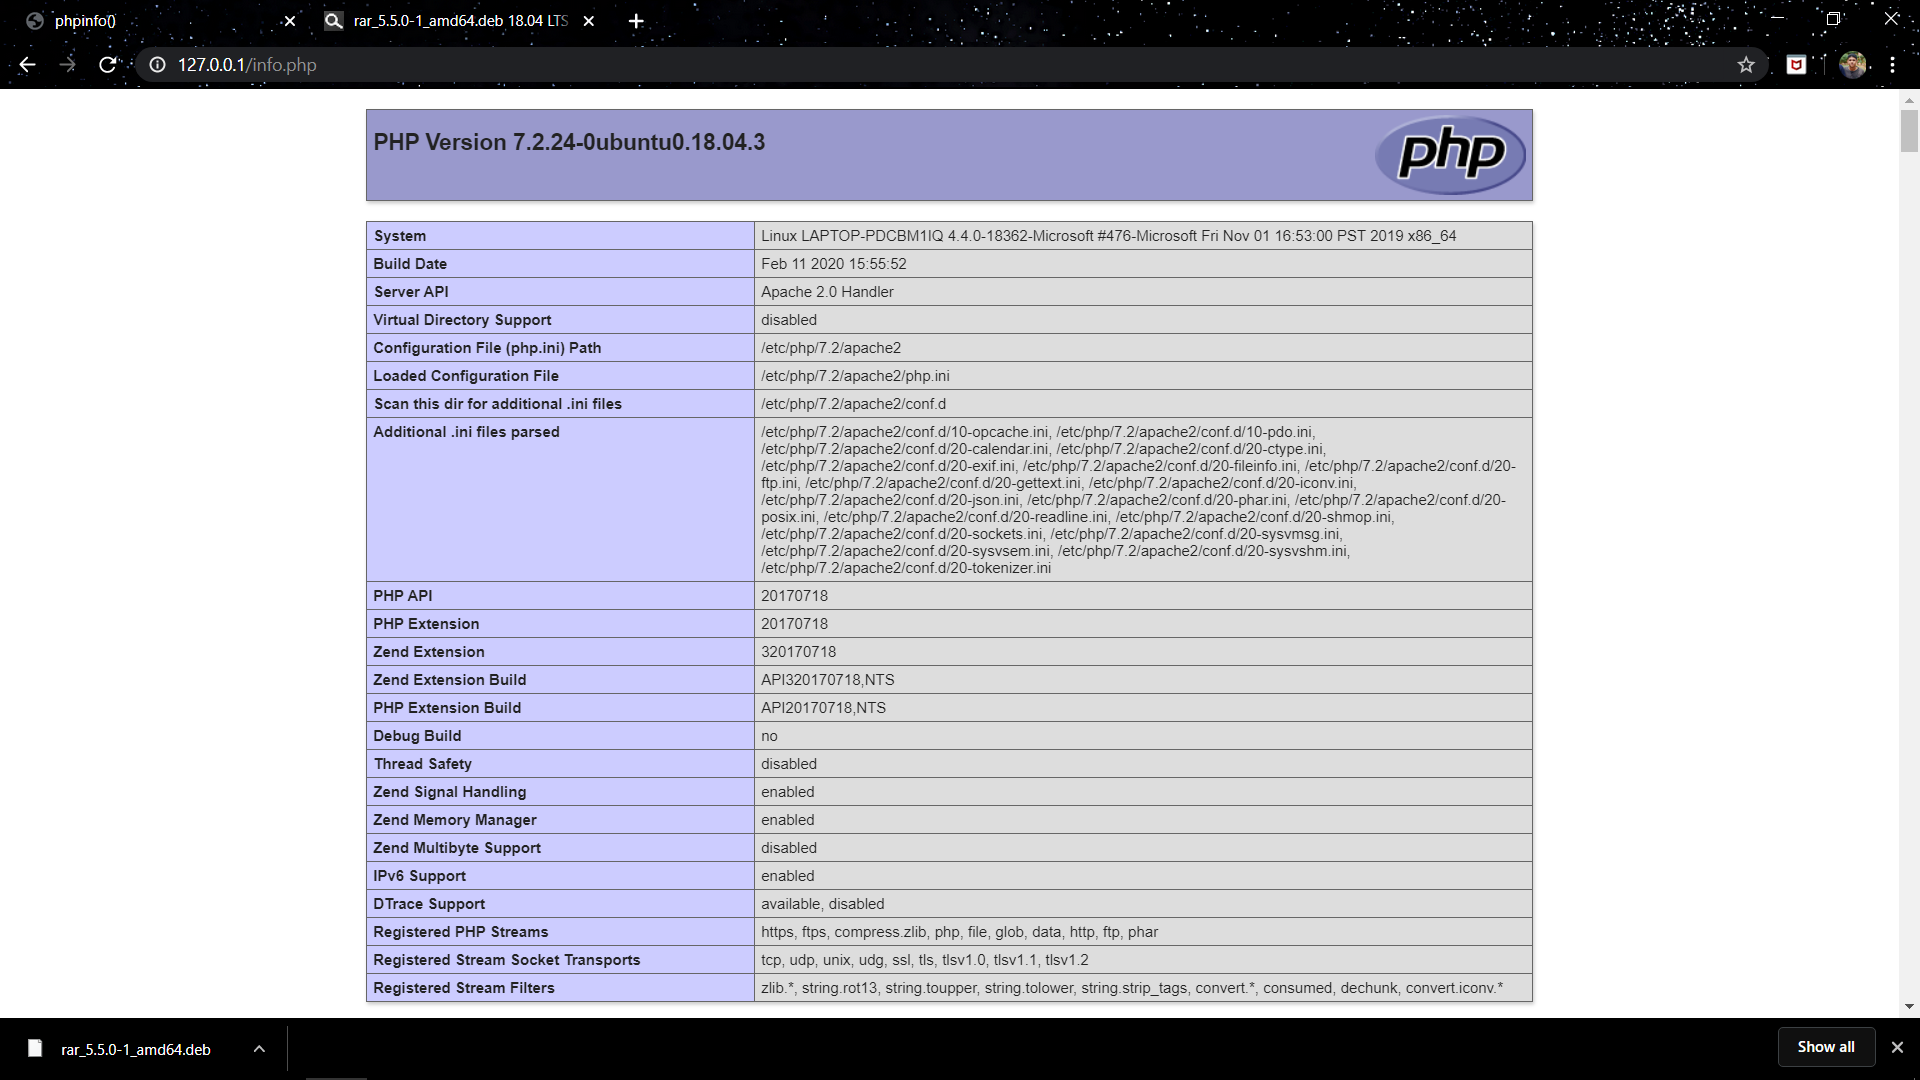 phpinfo()
rar_5.5.0-1_amd64.deb 18.04 LTS
127.0.0.1/info.php
PHP Version 7.2.24-0ubuntu0.18.04.3
php
System Linux LAPTOP-PDCBM1IQ 4.4.0-18362-Microsoft #476-Microsoft Fri Nov 01 16:53:00 PST 2019 x86_64
Build Date Feb 11 2020 15:55:52
Server API Apache 2.0 Handler
Virtual Directory Support disabled
Configuration File (php.ini) Path /etc/php/7.2/apache2
Loaded Configuration File /etc/php/7.2/apache2/php.ini
Scan this dir for additional .ini files /etc/php/7.2/apache2/conf.d
Additional .ini files parsed /etc/php/7.2/apache2/conf.d/10-opcache.ini, /etc/php/7.2/apache2/conf.d/10-pdo.ini,
/etc/php/7.2/apache2/conf.d/20-calendar.ini, /etc/php/7.2/apache2/conf.d/20-ctype.ini,
/etc/php/7.2/apache2/conf.d/20-exif.ini, /etc/php/7.2/apache2/conf.d/20-fileinfo.ini, /etc/php/7.2/apache2/conf.d/20-
ftp.ini, /etc/php/7.2/apache2/conf.d/20-gettext.ini, /etc/php/7.2/apache2/conf.d/20-iconv.ini,
/etc/php/7.2/apache2/conf.d/20-json.ini, /etc/php/7.2/apache2/conf.d/20-phar.ini, /etc/php/7.2/apache2/conf.d/20-
posix.ini, /etc/php/7.2/apache2/conf.d/20-readline.ini, /etc/php/7.2/apache2/conf.d/20-shmop.ini,
/etc/php/7.2/apache2/conf.d/20-sockets.ini, /etc/php/7.2/apache2/conf.d/20-sysvmsg.ini,
/etc/php/7.2/apache2/conf.d/20-sysvsem.ini, /etc/php/7.2/apache2/conf.d/20-sysvshm.ini,
/etc/php/7.2/apache2/conf.d/20-tokenizer.ini
PHP API 20170718
PHP Extension 20170718
Zend Extension 320170718
Zend Extension Build API320170718,NTS
PHP Extension Build API20170718,NTS
Debug Build no
Thread Safety disabled
Zend Signal Handling enabled
Zend Memory Manager enabled
Zend Multibyte Support disabled
IPv6 Support enabled
DTrace Support available, disabled
Registered PHP Streams https, ftps, compress.zlib, php, file, glob, data, http, ftp, phar
Registered Stream Socket Transports tcp, udp, unix, udg, ssl, tls, tlsv1.0, tlsv1.1, tlsv1.2
Registered Stream Filters zlib.*, string.rot13, string.toupper, string.tolower, string.strip_tags, convert.*, consumed, dechunk, convert.iconv.*
rar_5.5.0-1_amd64.deb
Show all